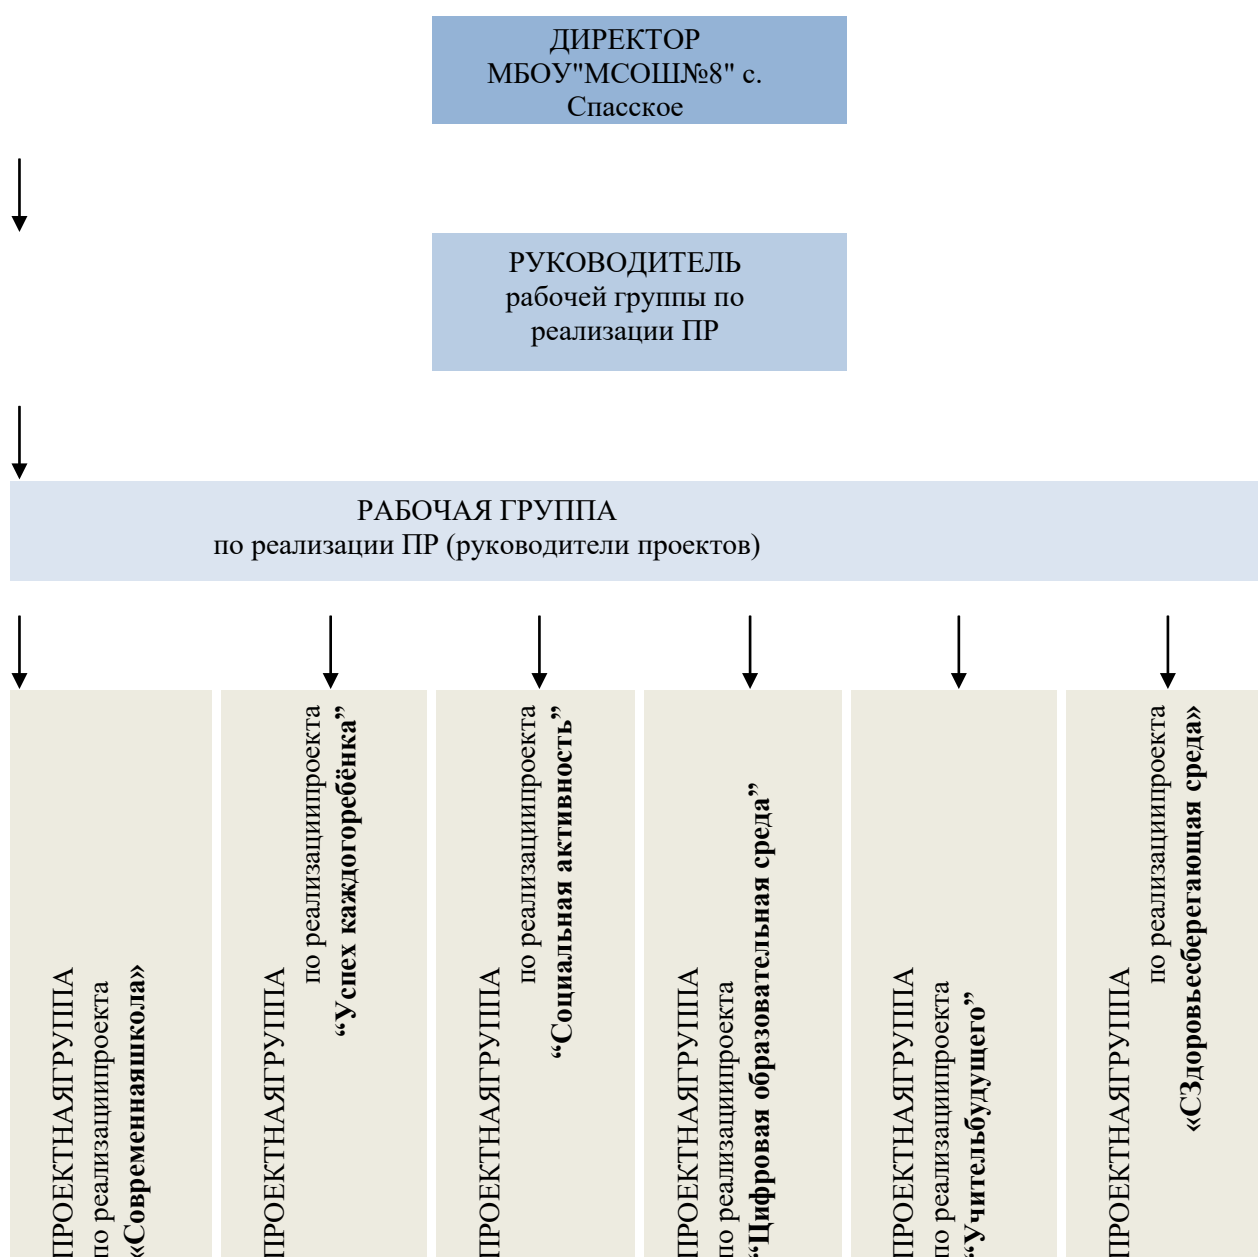 ДИРЕКТОР
МБОУ"МСОШ№8" с.
Спасское
РУКОВОДИТЕЛЬ
рабочей группы по
реализации ПР
РАБОЧАЯ ГРУППА
по реализации ПР (руководители проектов)
ПРОЕКТНАЯГРУППА
по реализациипроекта
«Современнаяшкола»
ПРОЕКТНАЯГРУППА
по реализациипроекта
“Успех каждогоребёнка”
ПРОЕКТНАЯГРУППА
по реализациипроекта
“Социальная активность”
ПРОЕКТНАЯГРУППА
по реализациипроекта
“Цифровая образовательная среда”
ПРОЕКТНАЯГРУППА
по реализациипроекта
“Учительбудущего”
ПРОЕКТНАЯГРУППА
по реализациипроекта
«СЗдоровьесберегающая среда»